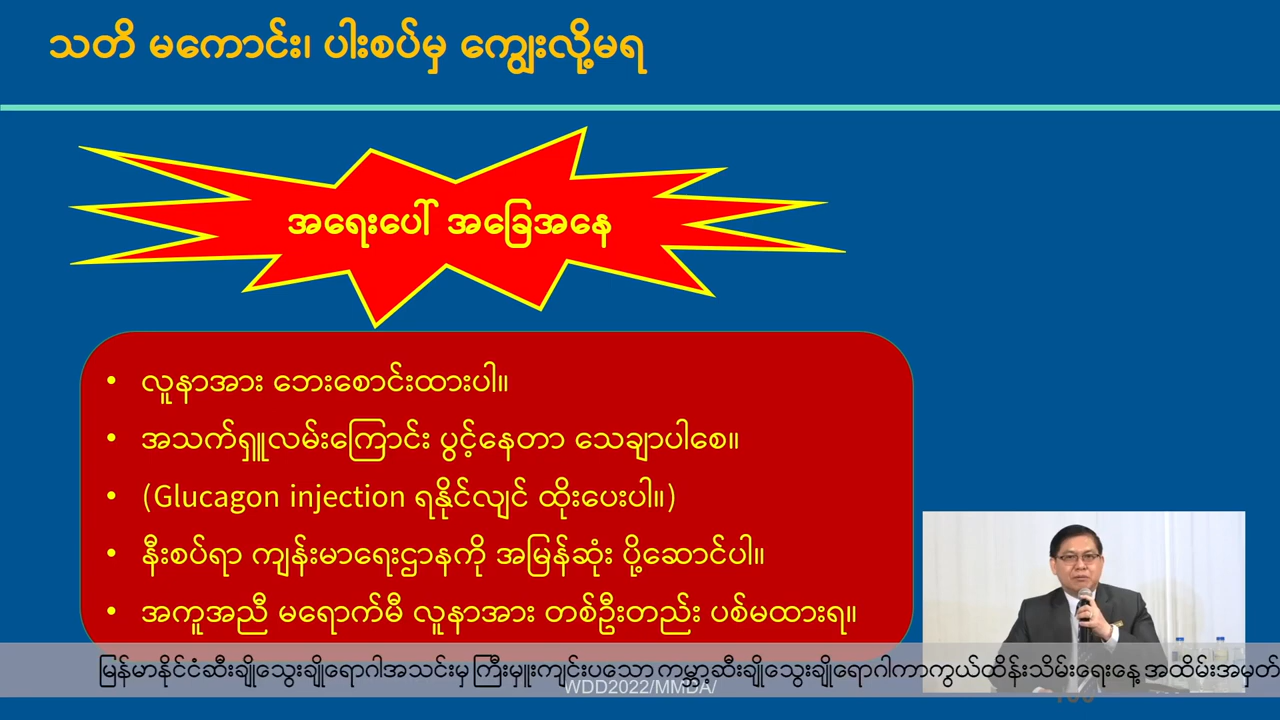 သတိ မကောင်း၊ ပါးစပ်မှ ကျွေးလို့မရ
အရေးပေါ် အခြေအနေ
• လူနာအား ဘေးစောင်းထားပါ။
• အသက်ရှူလမ်းကြောင်း ပွင့်နေတာ သေချာပါစေ။
• (Glucagon injection ရနိုင်လျင် ထိုးပေးပါ။)
• နီးစပ်ရာ ကျန်းမာရေးဌာနကို အမြန်ဆုံး ပို့ဆောင်ပါ။
• အကူအညီ မရောက်မီ လူနာအား တစ်ဦးတည်း ပစ်မထားရ။
မြန်မာနိုင်ငံဆီးချိုသွေးချိုရောဂါအသင်းမှ ကြီးမှူးကျင်းပသော ကမ္ဘာ့ဆီးချိုသွေးချိုရောဂါကာကွယ်ထိန်းသိမ်းရေးနေ့ အထိမ်းအမှတ်
WDD2022/MMDA/